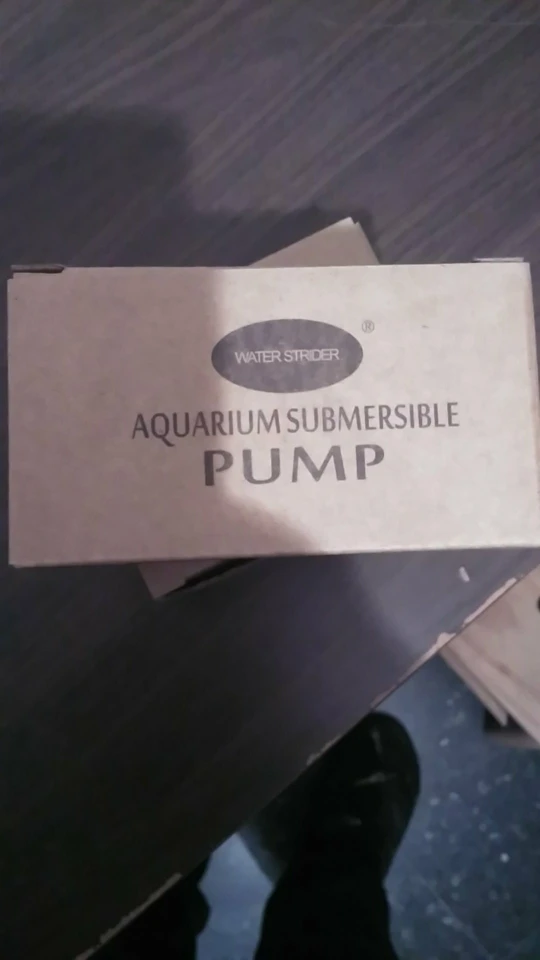 WATER STRIDER ®
AQUARIUM SUBMERSIBLE
PUMP